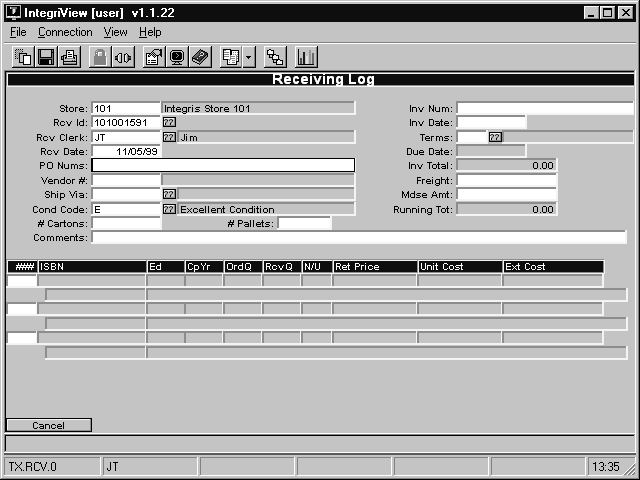 IntegriView [user] v1.1.22
File Connection View Help
Receiving Log
Store: 101 Integris Store 101 Inv Num:
Rcv Id: 101001591 ?? Inv Date:
Rcv Clerk: JT ?? Jim Terms: ??
Rcv Date: 11/05/99 Due Date:
PO Nums: Inv Total: 0.00
Vendor #: Freight:
Ship Via: ?? Mdse Amt:
Cond Code: E ?? Excellent Condition Running Tot: 0.00
# Cartons: # Pallets:
Comments:
### ISBN Ed CpYr OrdQ RcvQ N/U Ret Price Unit Cost Ext Cost
Cancel
TX.RCV.0 JT 13:35